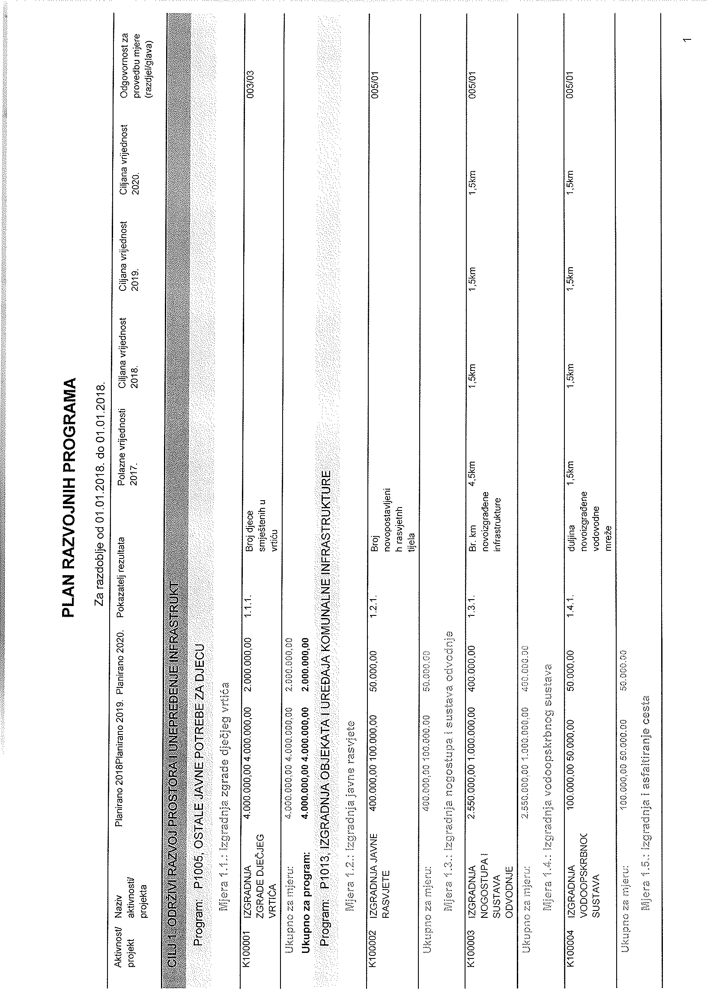 PLAN RAZVOJNIH PROGRAMA
Za razdoblje od 01.01.2018. do 01.01.2018.
Aktivnost/ Naziv Planirano 2018Planirano 2019. Planirano 2020. Pokazatelj rezultata Polazne vrijednosti Ciljana vrijednost Ciljana vrijednost Ciljana vrijednost Odgovornost za
projekt aktivnosti/ 2017. 2018. 2019. 2020. provedbu mjere
projekta (razdjel/glava)
CILJ 1. ODRŽIVI RAZVOJ PROSTORA I UNEPREĐENJE INFRASTRUKT
Program: P1005, OSTALE JAVNE POTREBE ZA DJECU
Mjera 1.1.: Izgradnja zgrade dječjeg vrtića
K100001 IZGRADNJA 4.000.000,00 4.000.000,00 2.000.000,00 1.1.1. Broj djece 003/03
ZGRADE DJEČJEG smještenih u
VRTIĆA vrtiću
Ukupno za mjeru: 4.000.000,00 4.000.000,00 2.000.000,00
Ukupno za program: 4.000.000,00 4.000.000,00 2.000.000,00
Program: P1013, IZGRADNJA OBJEKATA I UREĐAJA KOMUNALNE INFRASTRUKTURE
Mjera 1.2.: Izgradnja javne rasvjete
K100002 IZGRADNJA JAVNE 400.000,00 100.000,00 50.000,00 1.2.1. Broj 005/01
RASVJETE novopostavljeni
h rasvjetnh
tijela
Ukupno za mjeru: 400.000,00 100.000,00 50.000,00
Mjera 1.3.: Izgradnja nogostupa i sustava odvodnje
K100003 IZGRADNJA 2.550.000,00 1.000.000,00 400.000,00 1.3.1. Br. km 4,5km 1,5km 1,5km 1,5km 005/01
NOGOSTUPA I novoizgrađene
SUSTAVA infrastrukture
ODVODNJE
Ukupno za mjeru: 2.550.000,00 1.000.000,00 400.000,00
Mjera 1.4.: Izgradnja vodoopskrbnog sustava
K100004 IZGRADNJA 100.000,00 50.000,00 50.000,00 1.4.1. duljina 1,5km 1,5km 1,5km 1,5km 005/01
VODOOPSKRBNOG novoizgrađene
SUSTAVA vodovodne
mreže
Ukupno za mjeru: 100.000,00 50.000,00 50.000,00
Mjera 1.5.: Izgradnja i asfaltiranje cesta
1